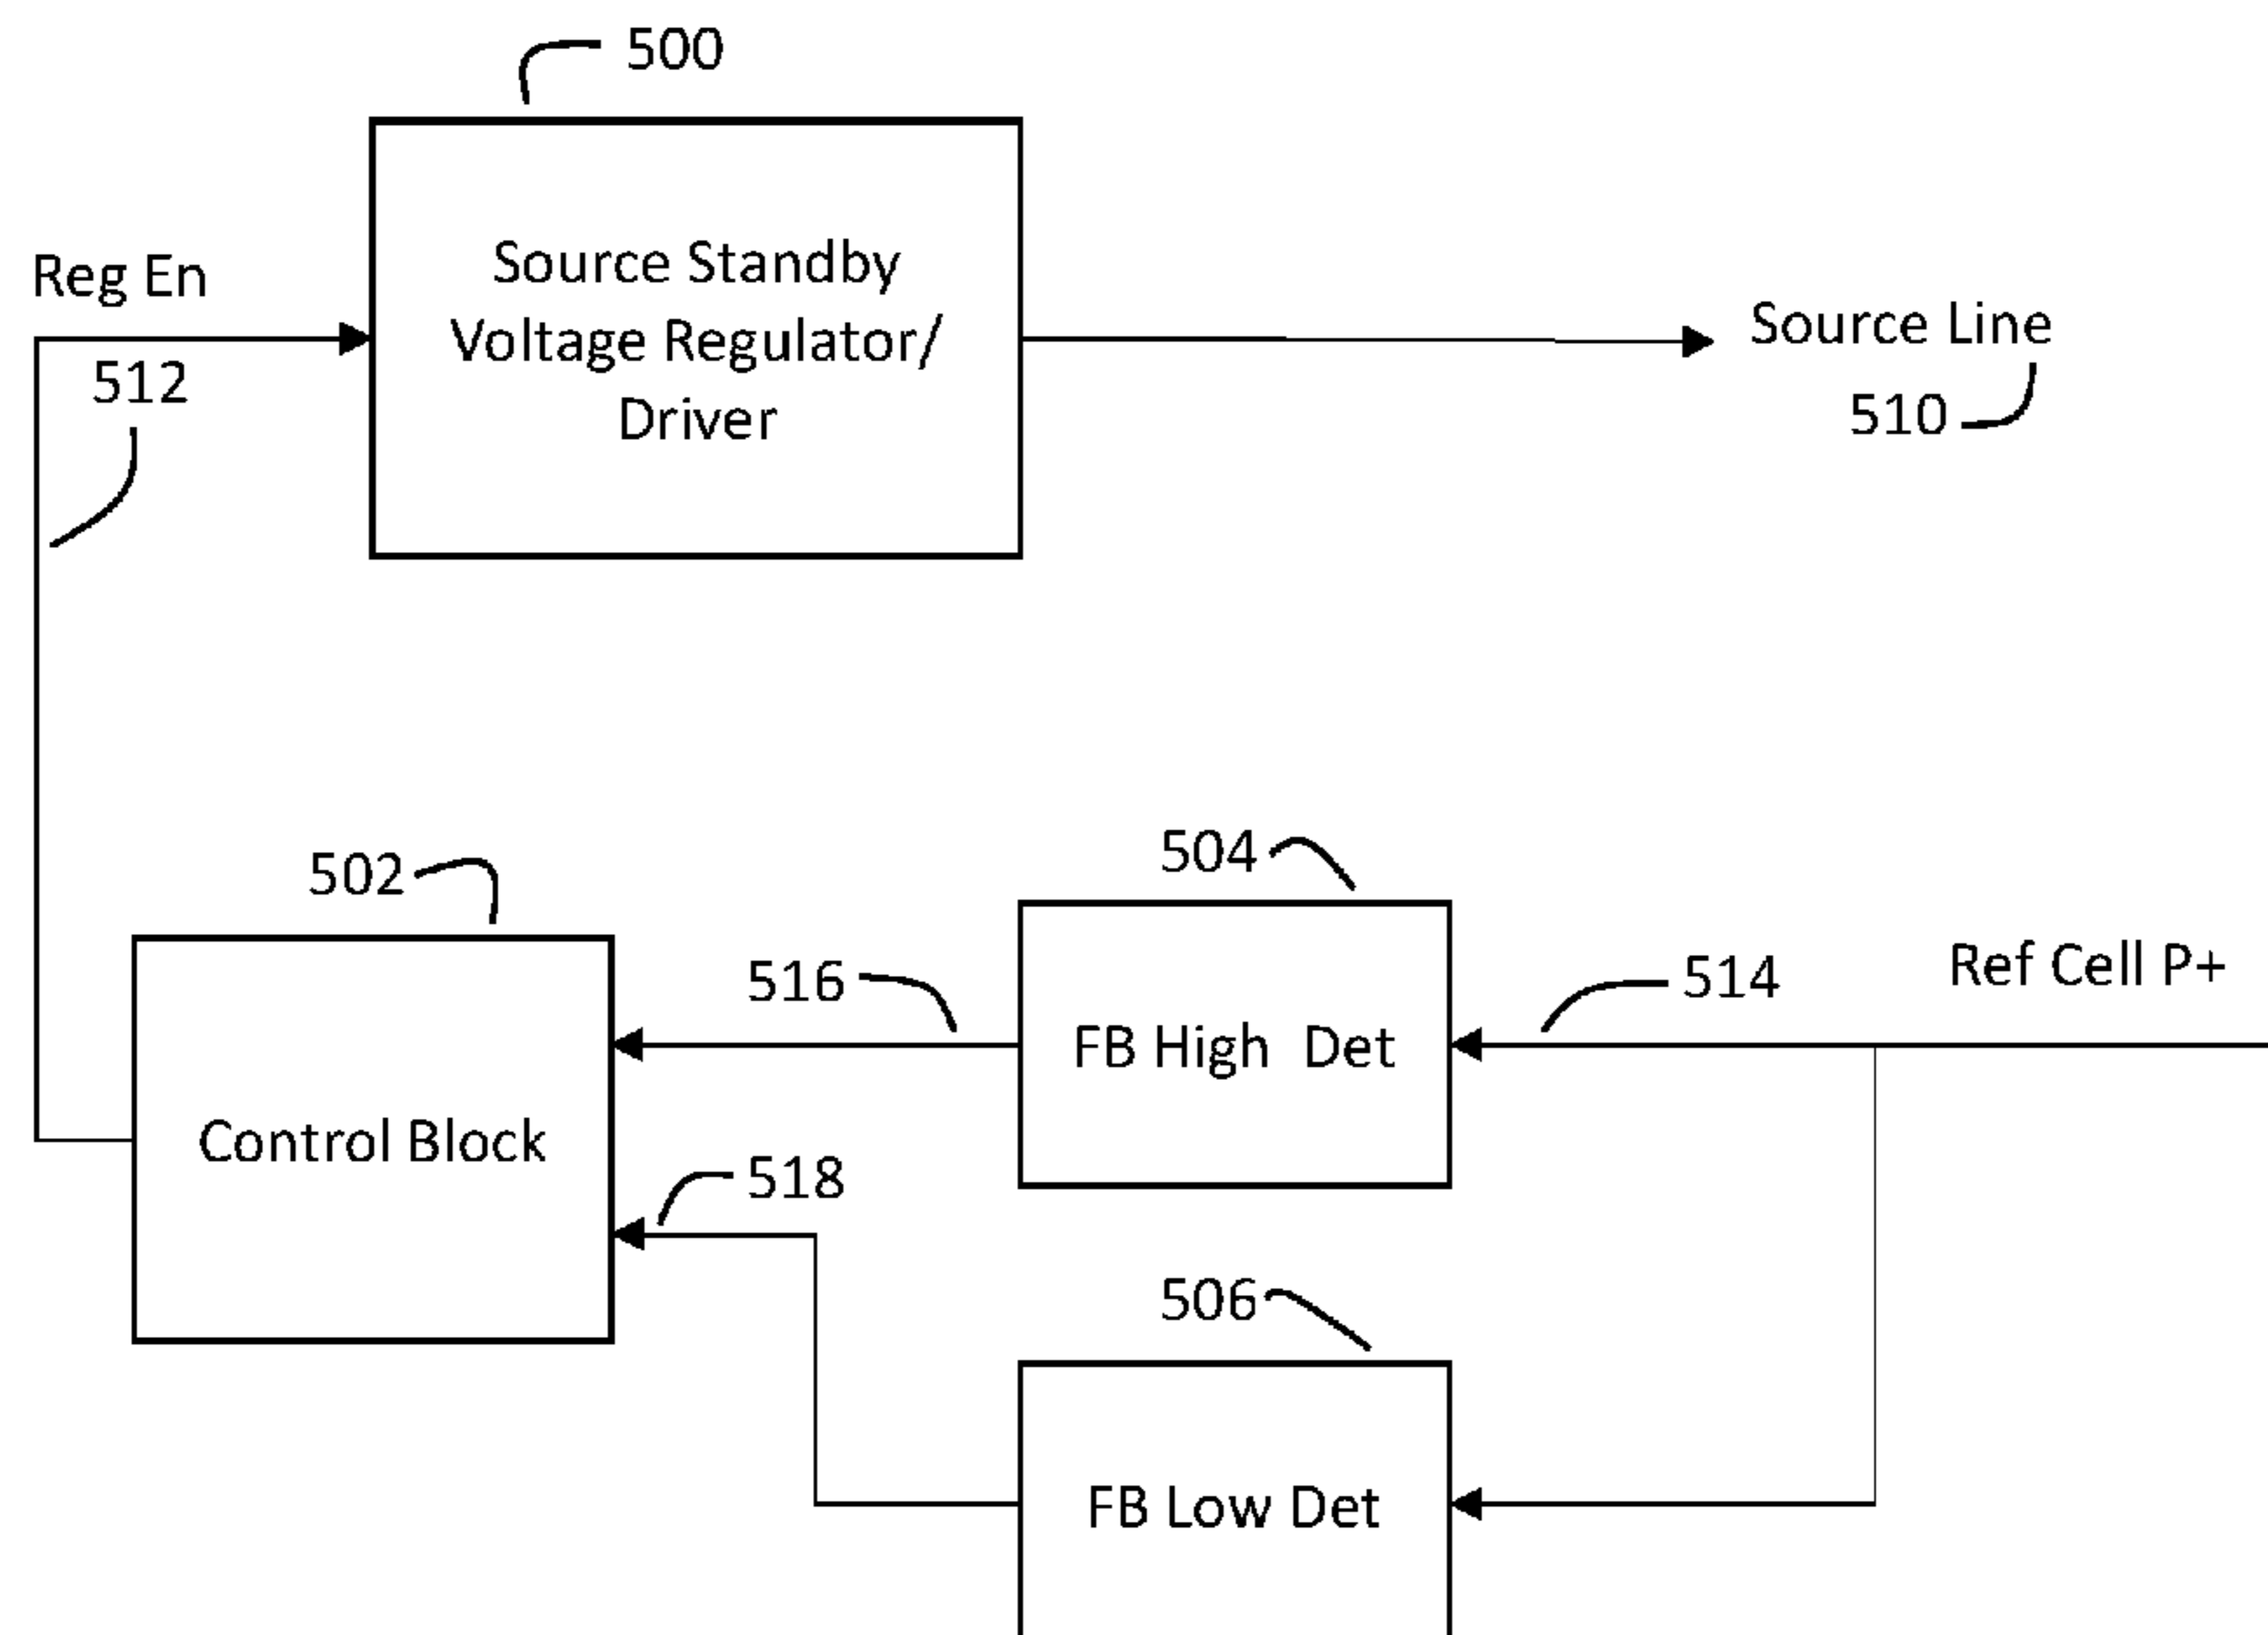 500
Reg En
Source Standby
Voltage Regulator/
Driver
Source Line
512
510
504
502
516
514
Ref Cell P+
FB High Det
Control Block
518
506
FB Low Det